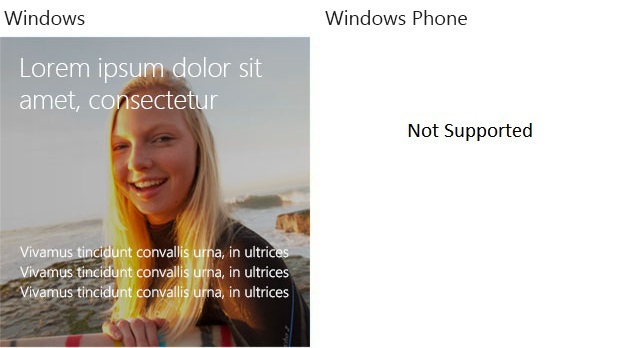 Windows
Windows Phone
Lorem ipsum dolor sit
amet, consectetur
Not Supported
Vivamus tincidunt convallis urna, in ultrices
Vivamus tincidunt convallis urna, in ultrices
Vivamus tincidunt convallis urna, in ultrices